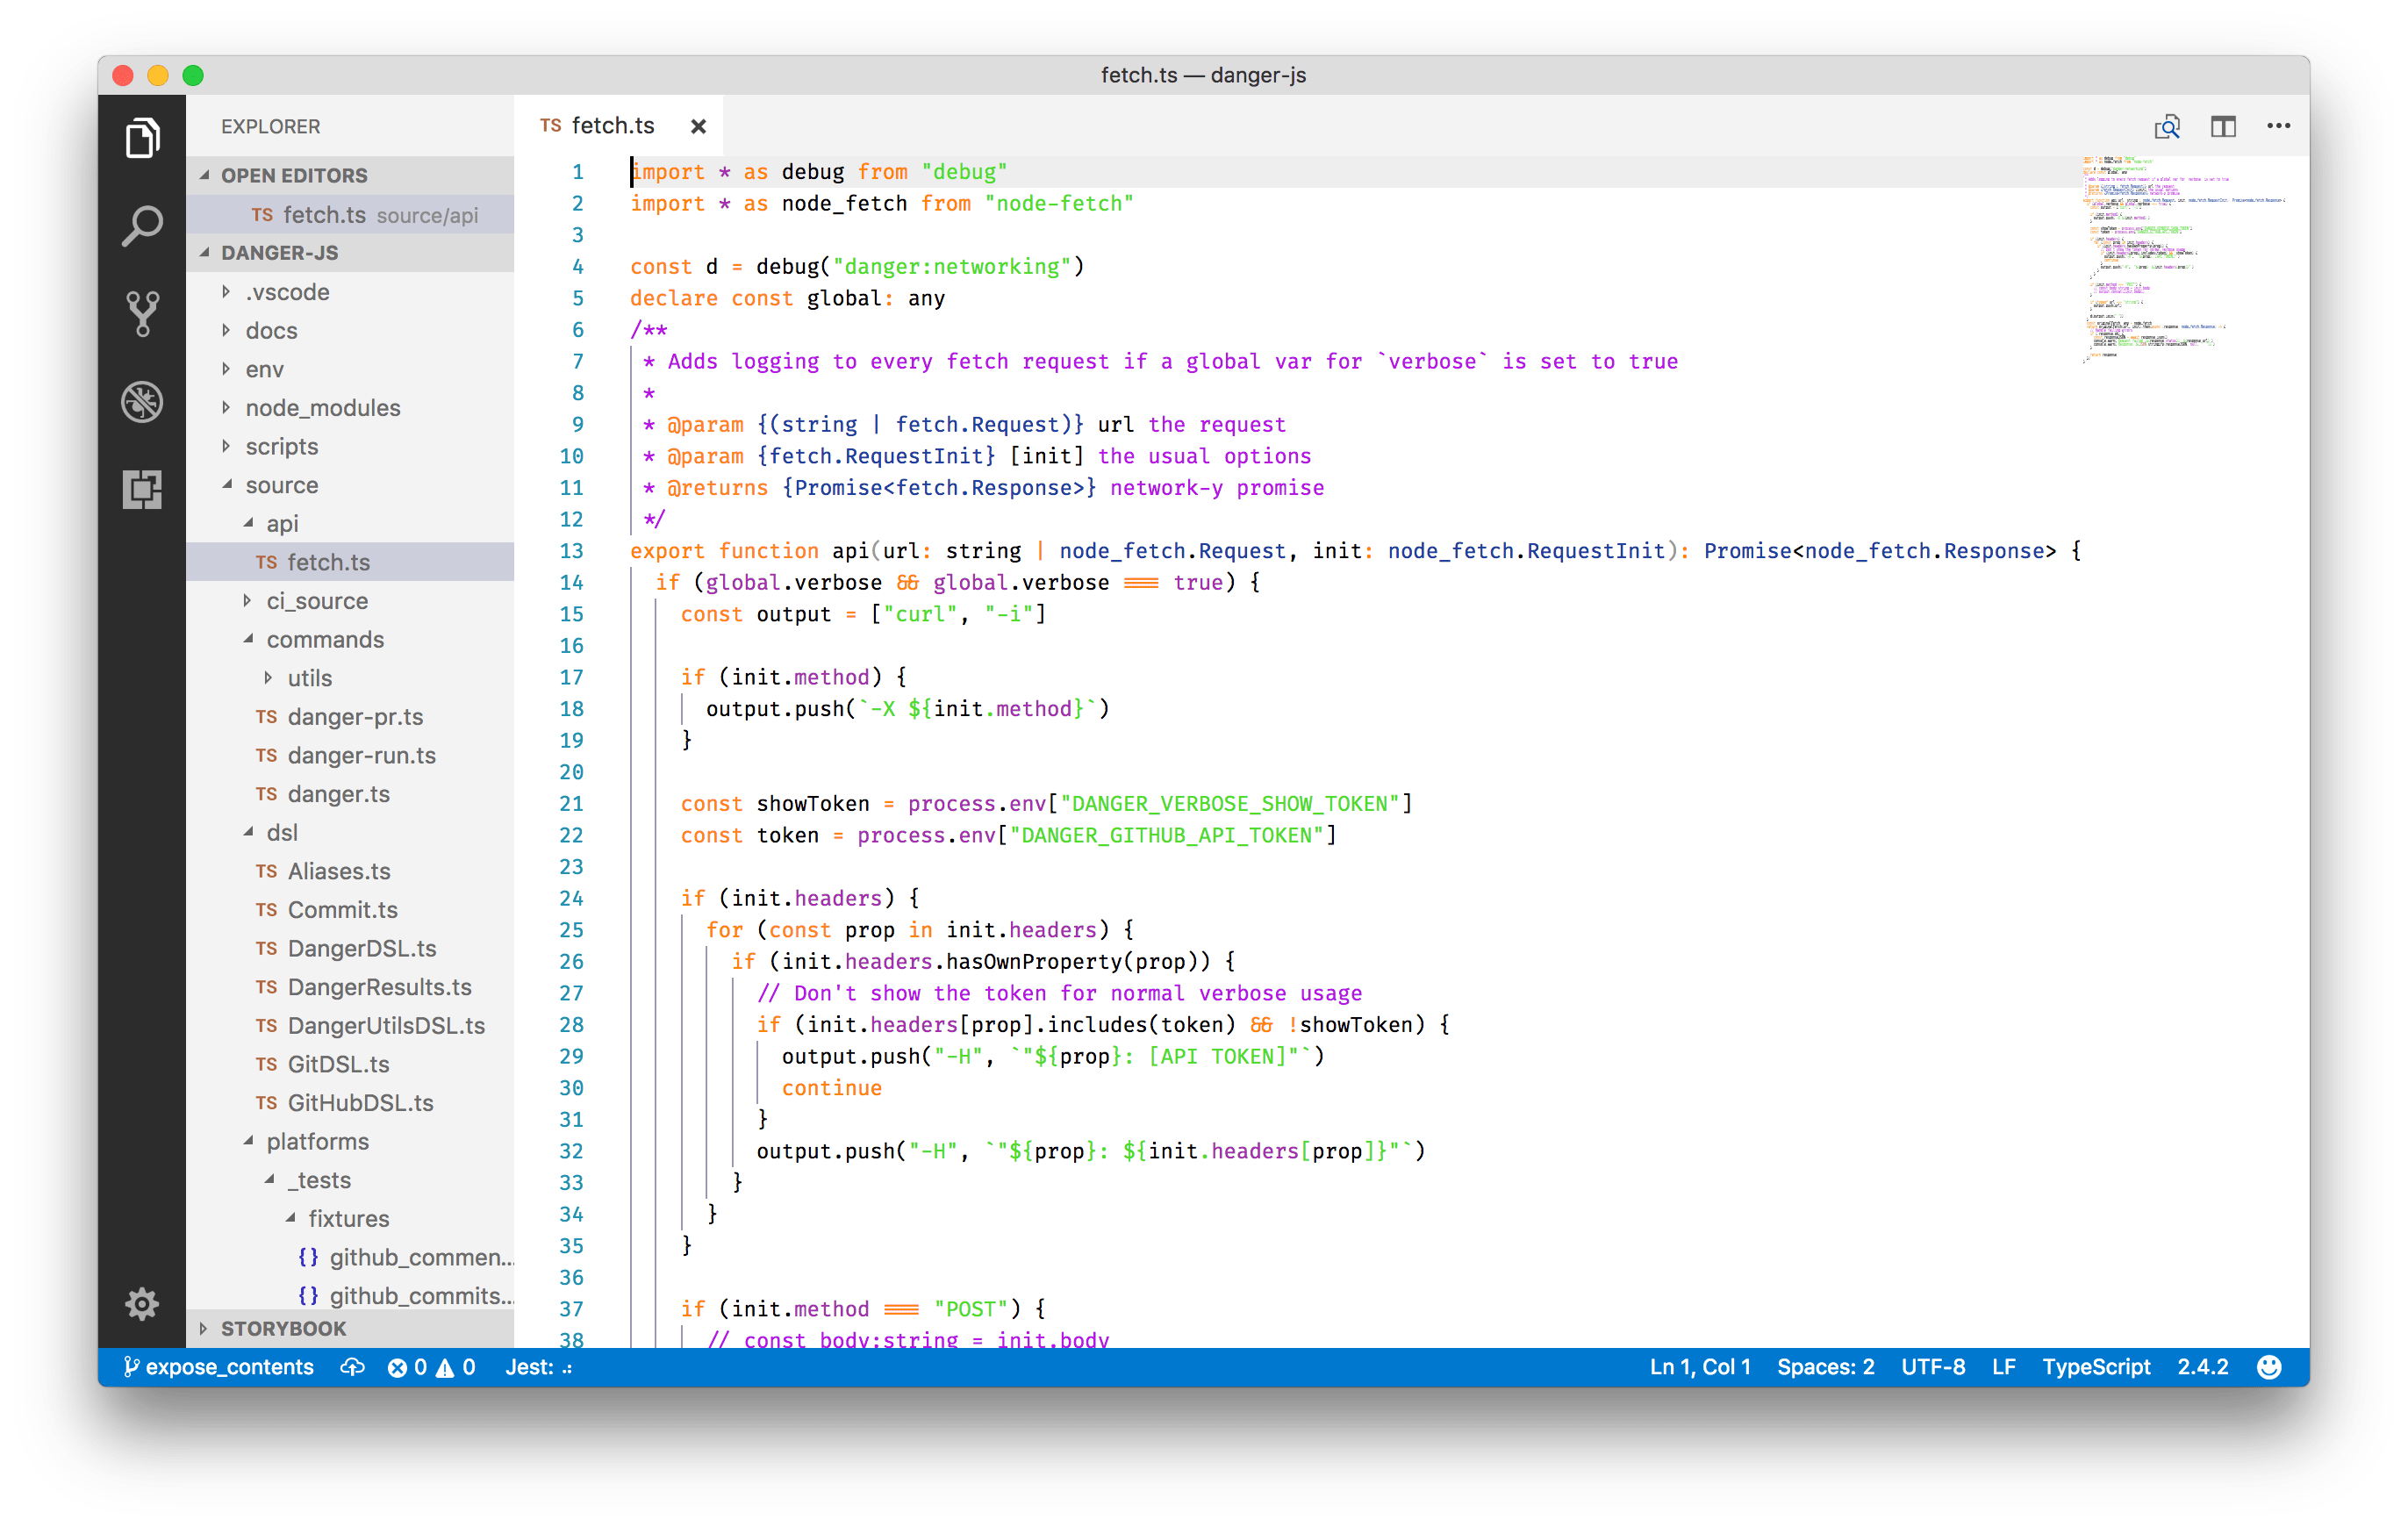 fetch.ts — danger-js
EXPLORER
OPEN EDITORS
TS fetch.ts source/api
DANGER-JS
.vscode
docs
env
node_modules
scripts
source
api
TS fetch.ts
ci_source
commands
utils
TS danger-pr.ts
TS danger-run.ts
TS danger.ts
dsl
TS Aliases.ts
TS Commit.ts
TS DangerDSL.ts
TS DangerResults.ts
TS DangerUtilsDSL.ts
TS GitDSL.ts
TS GitHubDSL.ts
platforms
_tests
fixtures
{} github_commen...
{} github_commits...
STORYBOOK
TS fetch.ts ×
1 import * as debug from "debug"
2 import * as node_fetch from "node-fetch"
3
4 const d = debug("danger:networking")
5 declare const global: any
6 /**
7 * Adds logging to every fetch request if a global var for `verbose` is set to true
8 *
9 * @param {(string | fetch.Request)} url the request
10 * @param {fetch.RequestInit} [init] the usual options
11 * @returns {Promise<fetch.Response>} network-y promise
12 */
13 export function api(url: string | node_fetch.Request, init: node_fetch.RequestInit): Promise<node_fetch.Response> {
14 if (global.verbose && global.verbose === true) {
15 const output = ["curl", "-i"]
16
17 if (init.method) {
18 output.push(`-X ${init.method}`)
19 }
20
21 const showToken = process.env["DANGER_VERBOSE_SHOW_TOKEN"]
22 const token = process.env["DANGER_GITHUB_API_TOKEN"]
23
24 if (init.headers) {
25 for (const prop in init.headers) {
26 if (init.headers.hasOwnProperty(prop)) {
27 // Don't show the token for normal verbose usage
28 if (init.headers[prop].includes(token) && !showToken) {
29 output.push("-H", `"${prop}: [API TOKEN]"`)
30 continue
31 }
32 output.push("-H", `"${prop}: ${init.headers[prop]}"`)
33 }
34 }
35 }
36
37 if (init.method === "POST") {
38 // const body:string = init.body
expose_contents 0 0 Jest: .:
Ln 1, Col 1 Spaces: 2 UTF-8 LF TypeScript 2.4.2